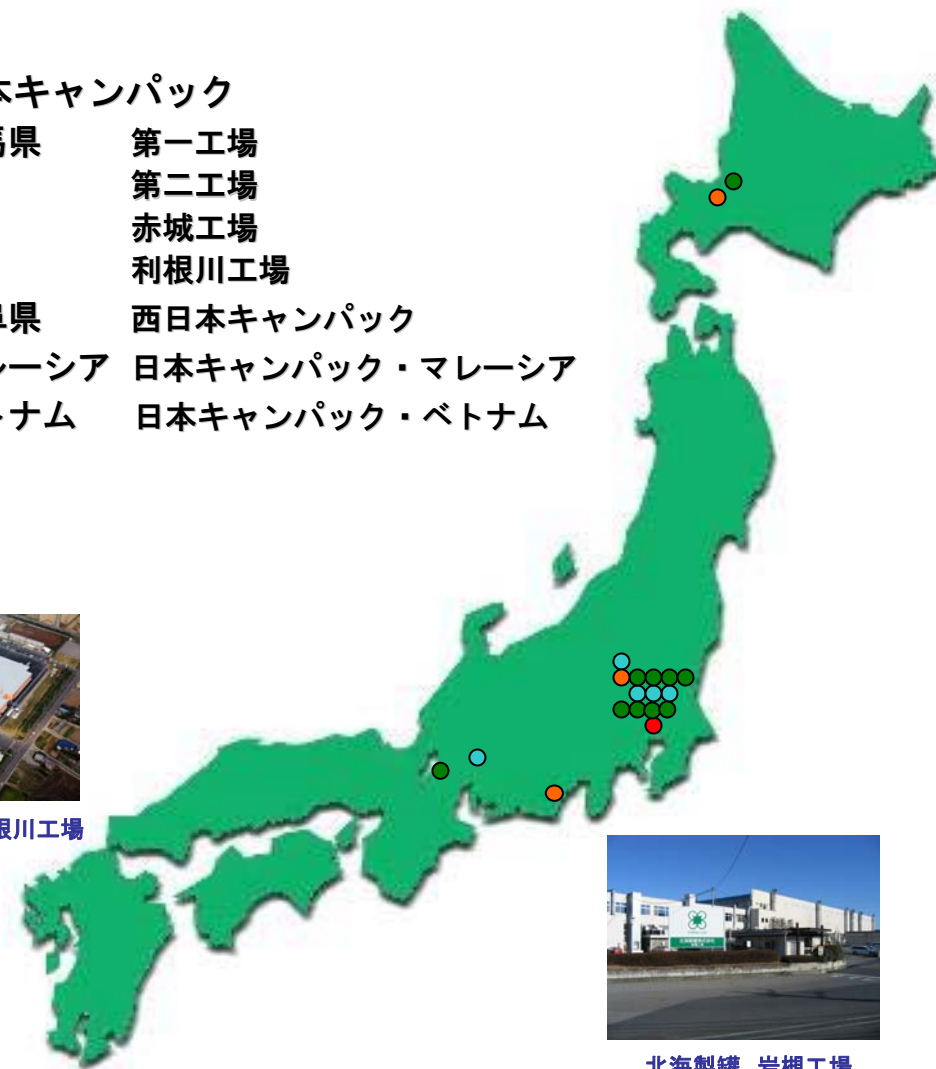 本キャンパック
馬県 第一工場
第二工場
赤城工場
利根川工場
阜県 西日本キャンパック
レーシア 日本キャンパック・マレーシア
トナム 日本キャンパック・ベトナム
根川工場
北海製罐 岩槻工場